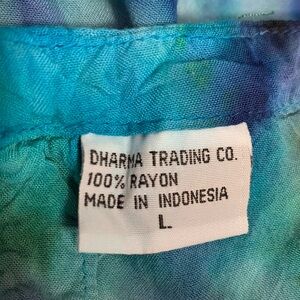 DHARMA TRADING CO.
100% RAYON
MADE IN INDONESIA
L